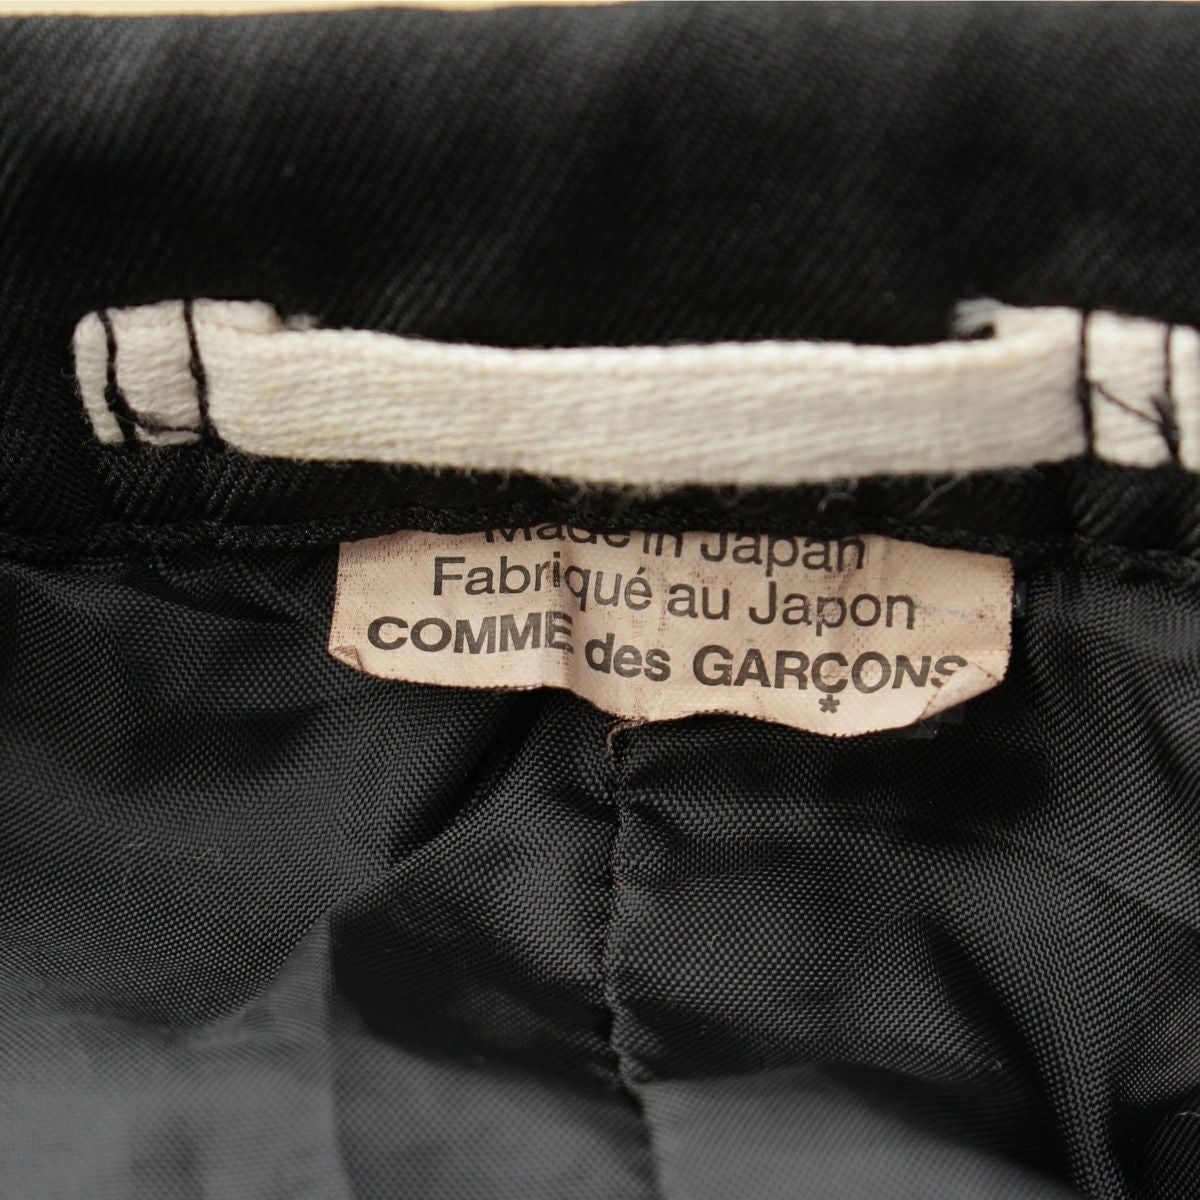 Made in Japan
Fabriqué au Japon
COMME des GARÇONS
*